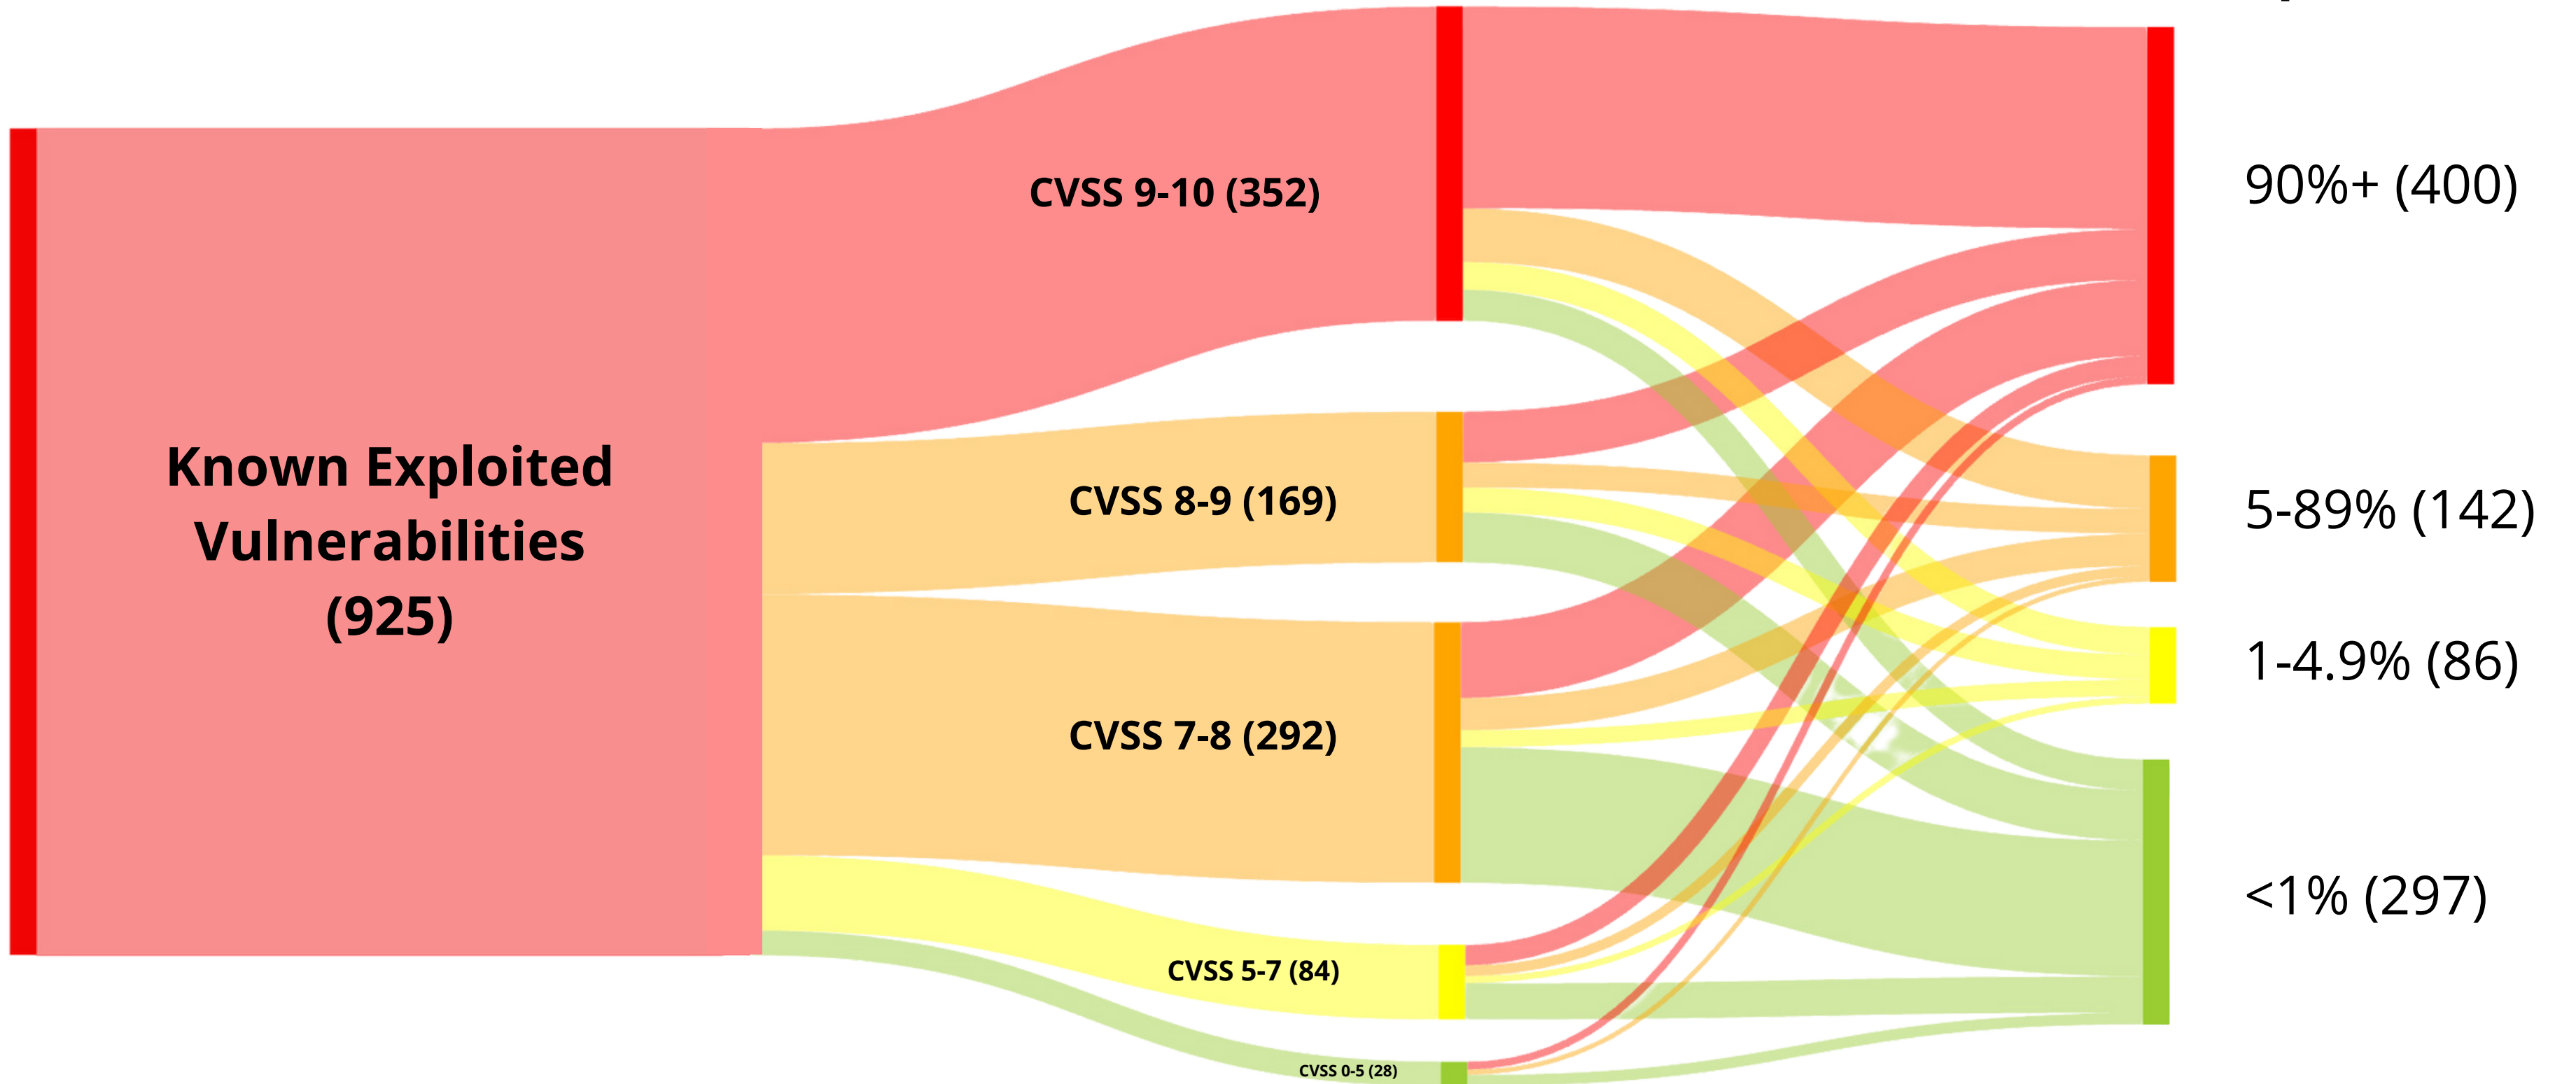 Known Exploited
Vulnerabilities
(925)
CVSS 9-10 (352)
CVSS 8-9 (169)
CVSS 7-8 (292)
CVSS 5-7 (84)
CVSS 0-5 (28)
90%+ (400)
5-89% (142)
1-4.9% (86)
<1% (297)